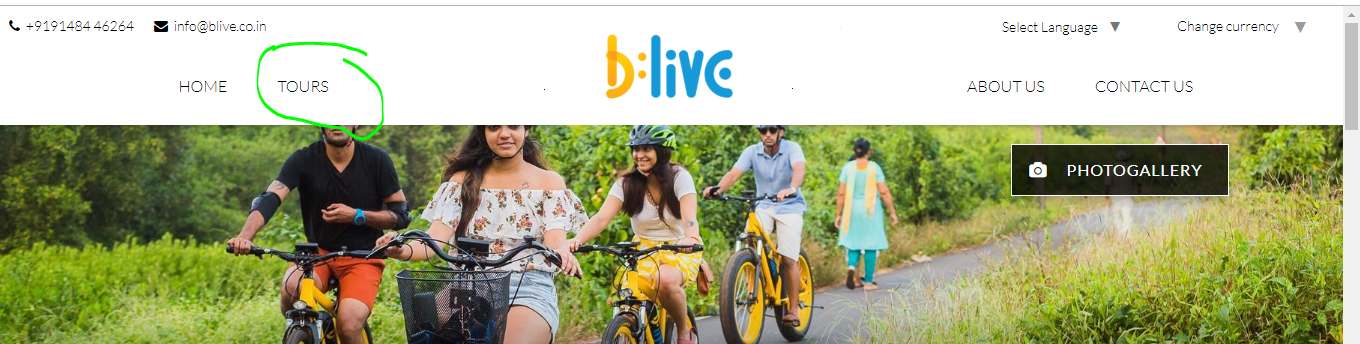 +9191484 46264 info@blive.co.in Select Language Change currency
b:live
HOME TOURS ABOUT US CONTACT US
PHOTOGALLERY